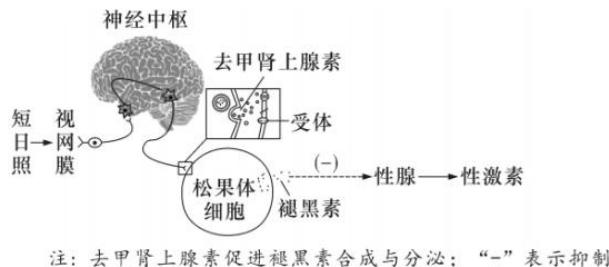 神经中枢
去甲肾上腺素
受体
短日照
视网膜
松果体
细胞
褪黑素
(-)
性腺
性激素
注：去甲肾上腺素促进褪黑素合成与分泌；“-”表示抑制